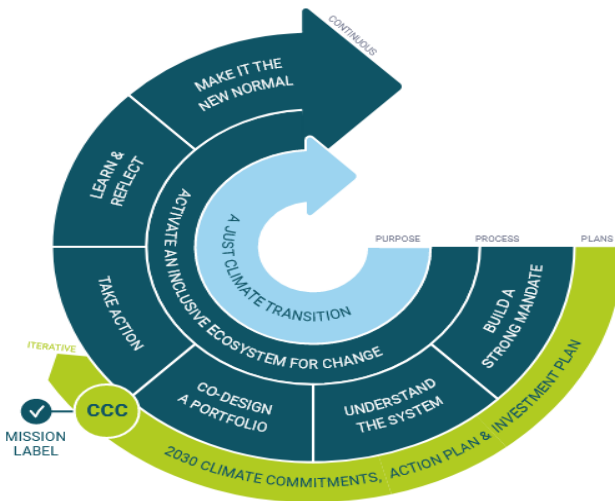 CONTINUOUS
MAKE IT THE
NEW NORMAL
LEARN &
REFLECT
ACTIVATE AN INCLUSIVE ECOSYSTEM FOR CHANGE
A JUST CLIMATE TRANSITION
PURPOSE
PROCESS
PLANS
TAKE ACTION
BUILD A
STRONG MANDATE
ITERATIVE
CO-DESIGN
A PORTFOLIO
UNDERSTAND
THE SYSTEM
CCC
MISSION
LABEL
2030 CLIMATE COMMITMENTS, ACTION PLAN & INVESTMENT PLAN